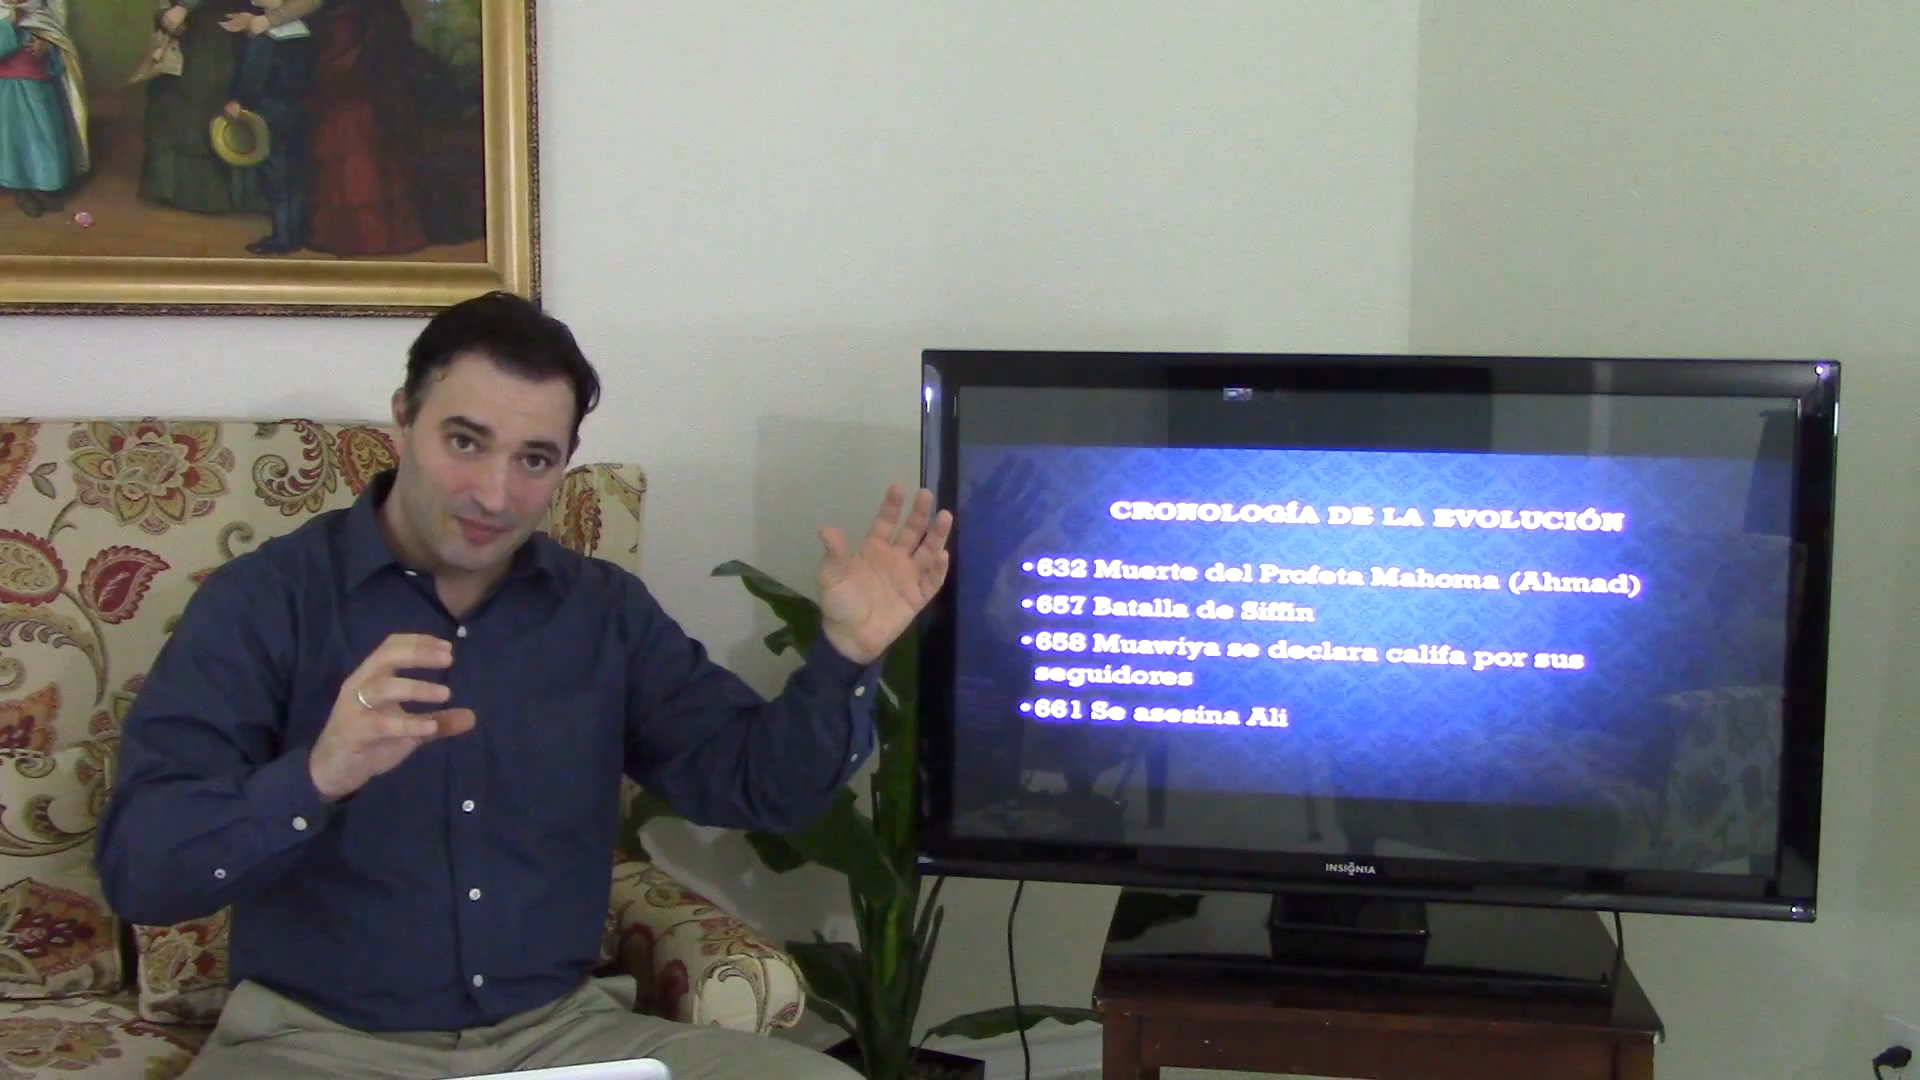 CRONOLOGÍA DE LA EVOLUCIÓN
• 632 Muerte del Profeta Mahoma (Ahmad)
• 657 Batalla de Siffin
• 658 Muawiya se declara califa por sus
seguidores
• 661 Se asesina Ali
INSIGNIA